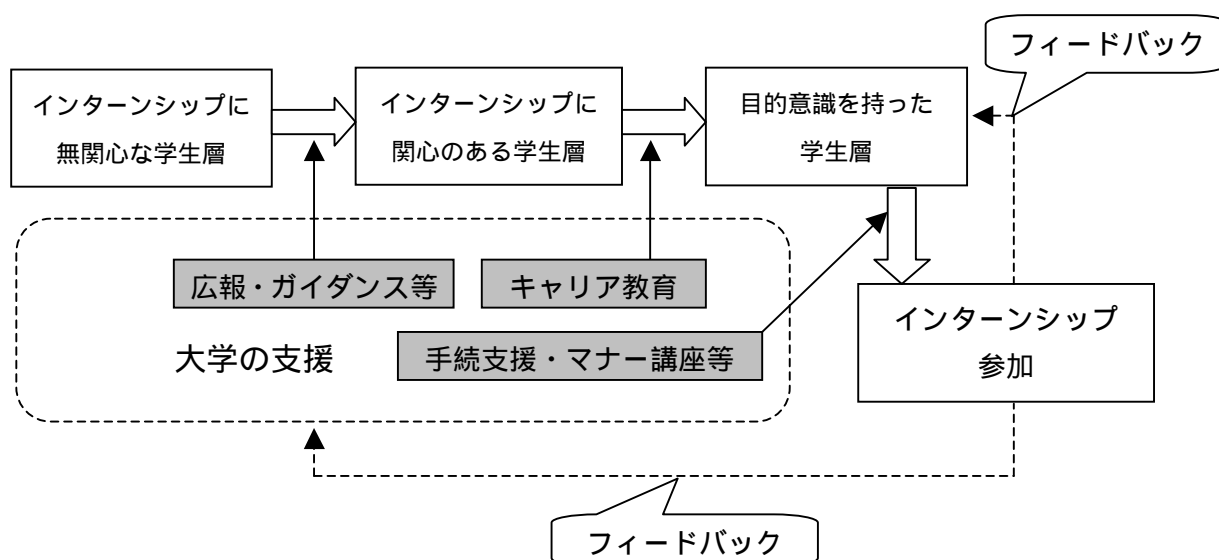 フィードバック
インターンシップに
無関心な学生層
インターンシップに
関心のある学生層
目的意識を持った
学生層
広報・ガイダンス等
キャリア教育
手続支援・マナー講座等
大学の支援
インターンシップ
参加
フィードバック